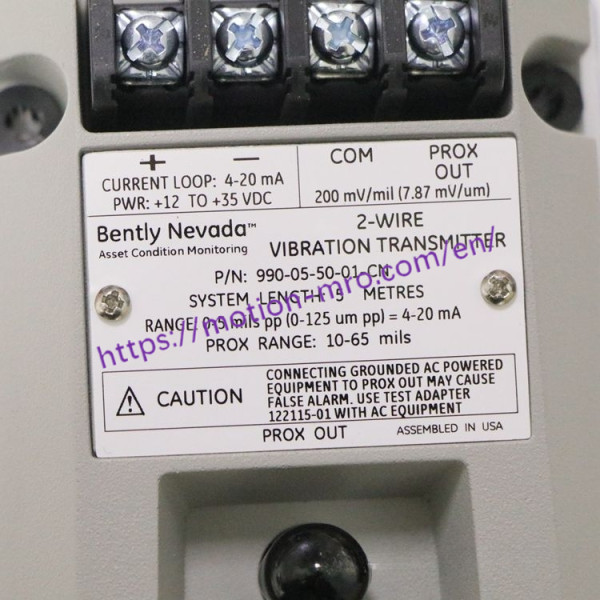 + −
CURRENT LOOP: 4-20 mA
PWR: +12 TO +35 VDC
COM PROX OUT
200 mV/mil (7.87 mV/um)
Bently Nevada™
Asset Condition Monitoring
2-WIRE
VIBRATION TRANSMITTER
P/N: 990-05-50-01-CN
SYSTEM LENGTH: 5 METRES
RANGE: 0-5 mils pp (0-125 um pp) = 4-20 mA
PROX RANGE: 10-65 mils
https://motion-mro.com/en/
CAUTION
CONNECTING GROUNDED AC POWERED
EQUIPMENT TO PROX OUT MAY CAUSE
FALSE ALARM. USE TEST ADAPTER
122115-01 WITH AC EQUIPMENT
PROX OUT
ASSEMBLED IN USA